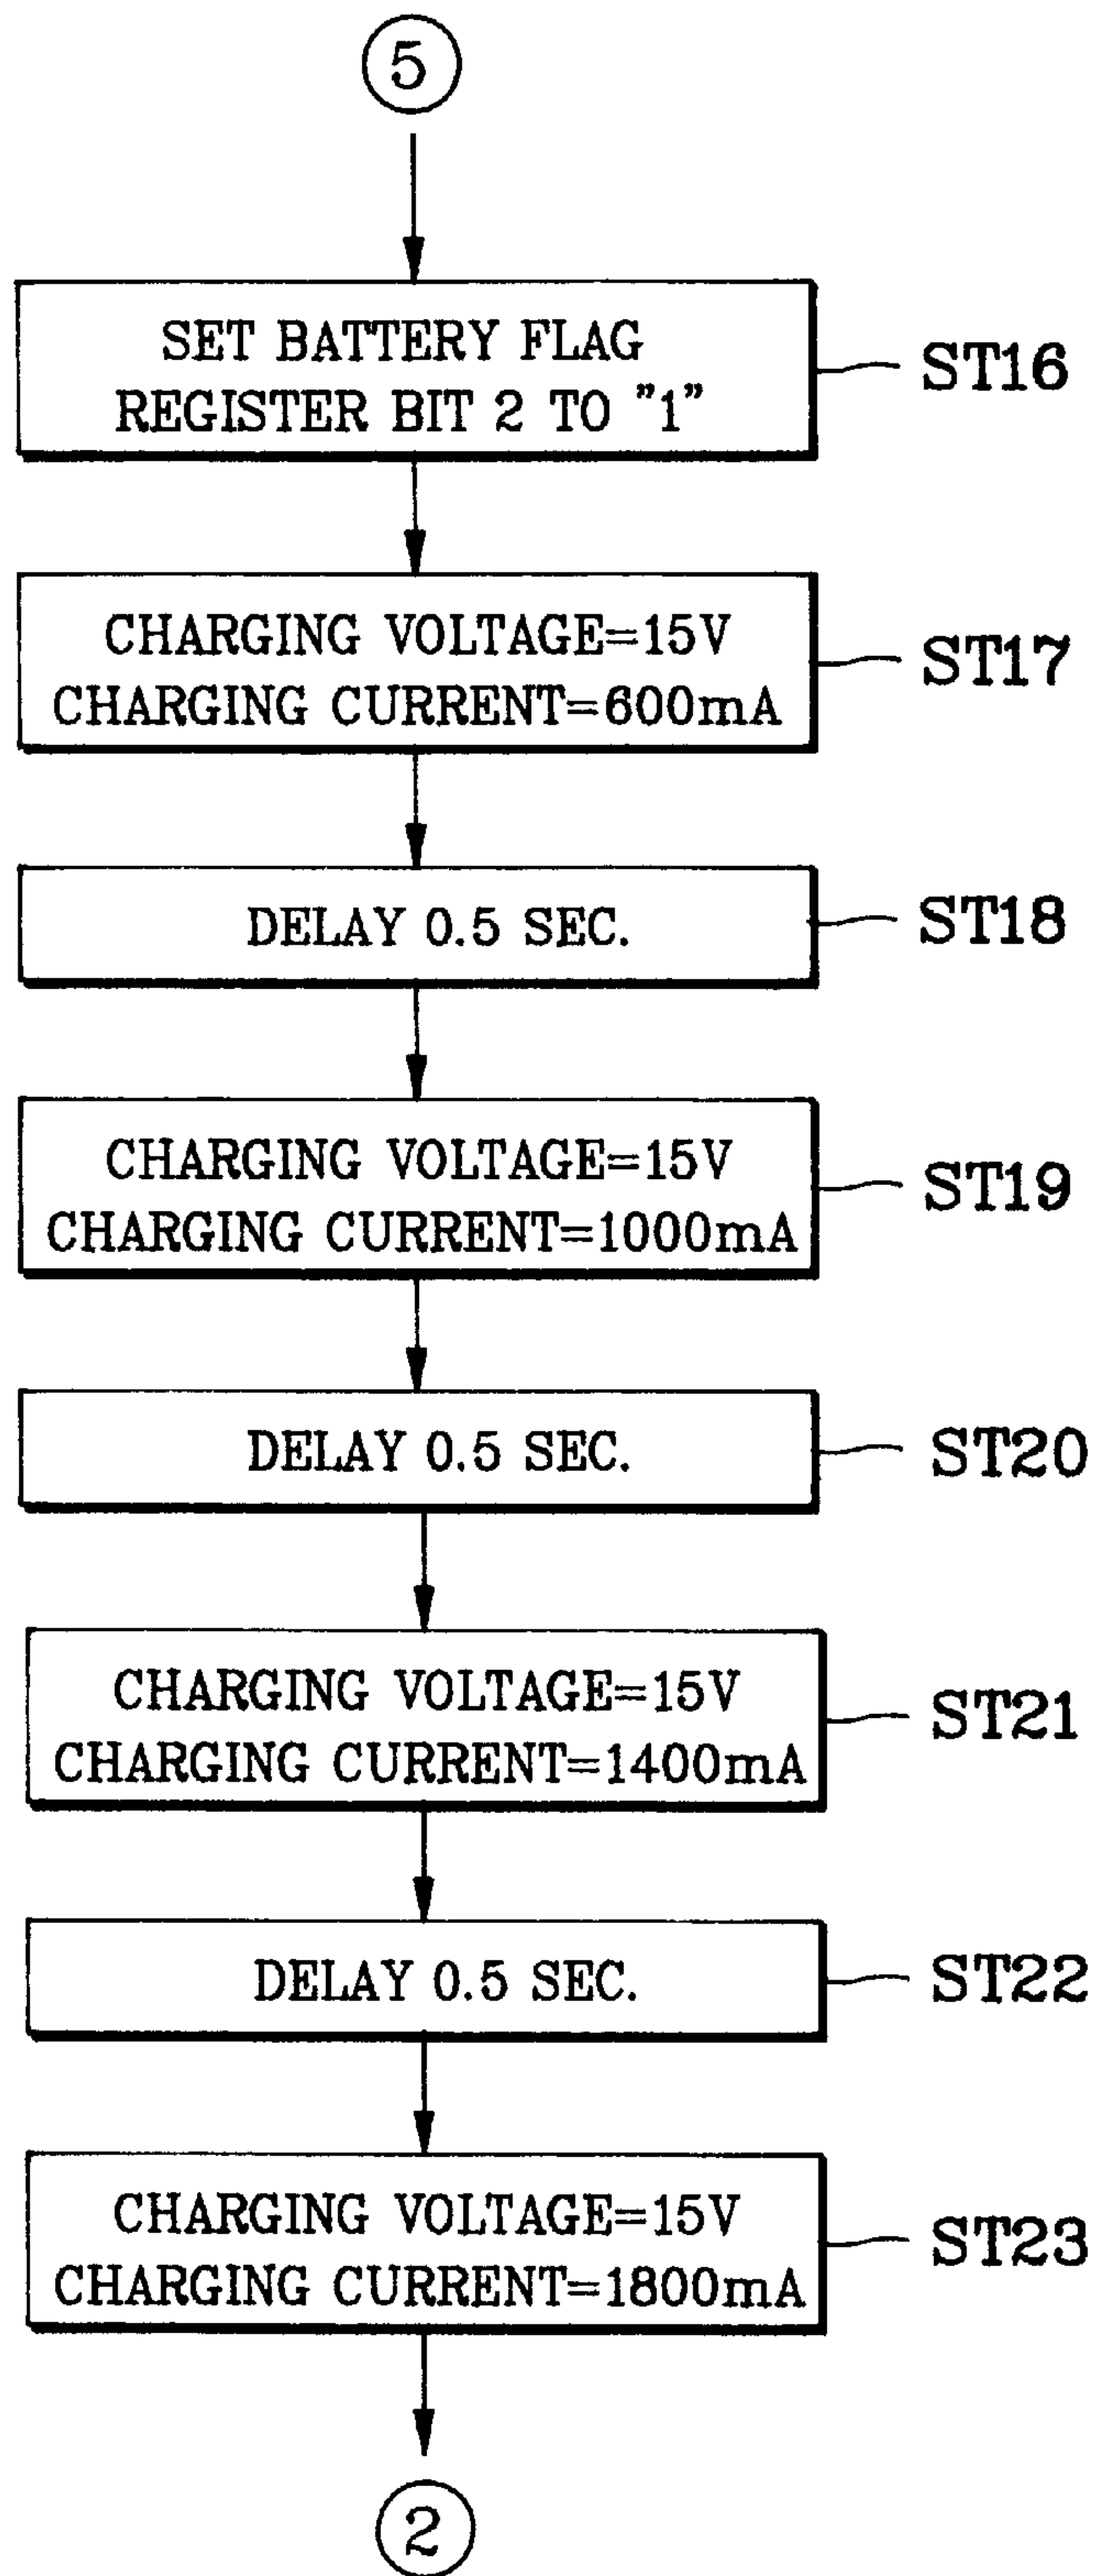 5
SET BATTERY FLAG
REGISTER BIT 2 TO "1"
ST16
CHARGING VOLTAGE=15V
CHARGING CURRENT=600mA
ST17
DELAY 0.5 SEC.
ST18
CHARGING VOLTAGE=15V
CHARGING CURRENT=1000mA
ST19
DELAY 0.5 SEC.
ST20
CHARGING VOLTAGE=15V
CHARGING CURRENT=1400mA
ST21
DELAY 0.5 SEC.
ST22
CHARGING VOLTAGE=15V
CHARGING CURRENT=1800mA
ST23
2